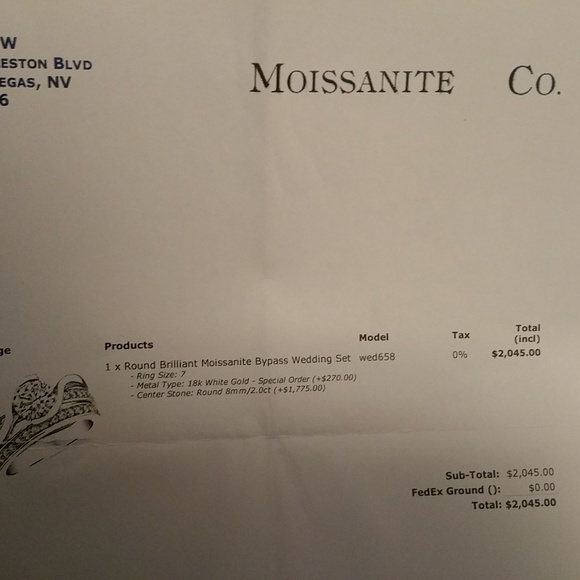 W
ESTON BLVD
EGAS, NV
6
MOISSANITE CO.
ge
Products Model Tax Total (incl)
1 x Round Brilliant Moissanite Bypass Wedding Set wed658 0% $2,045.00
- Ring Size: 7
- Metal Type: 18k White Gold - Special Order (+$270.00)
- Center Stone: Round 8mm/2.0ct (+$1,775.00)
Sub-Total: $2,045.00
FedEx Ground (): $0.00
Total: $2,045.00